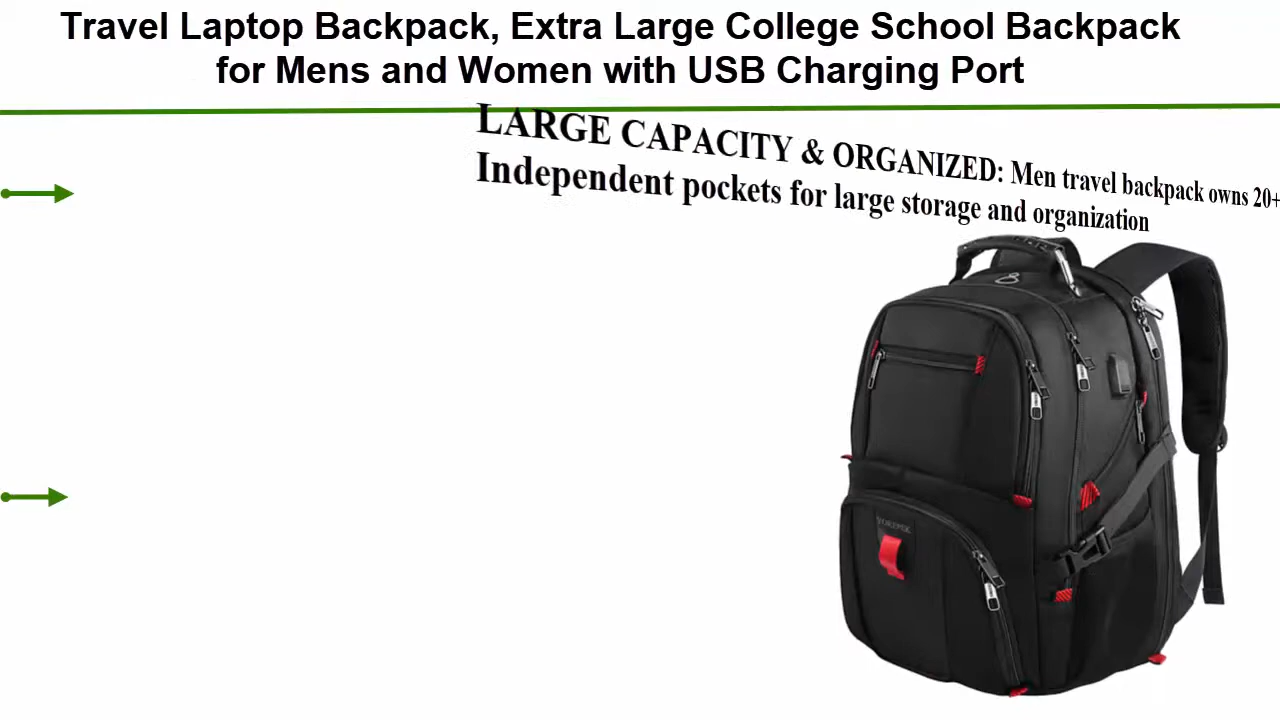 Travel Laptop Backpack, Extra Large College School Backpack
for Mens and Women with USB Charging Port
LARGE CAPACITY & ORGANIZED: Men travel backpack owns 20+
Independent pockets for large storage and organization
YOREPEK